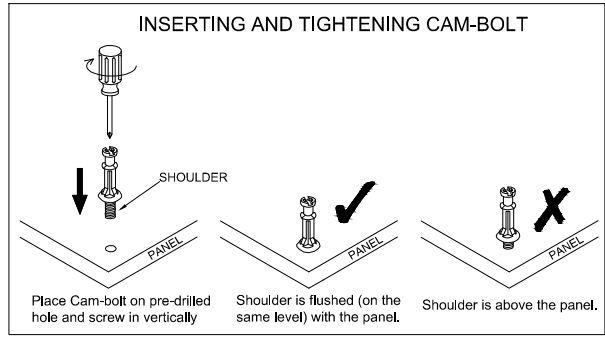 INSERTING AND TIGHTENING CAM-BOLT
SHOULDER
PANEL
PANEL
PANEL
Place Cam-bolt on pre-drilled
hole and screw in vertically
Shoulder is flushed (on the
same level) with the panel.
Shoulder is above the panel.